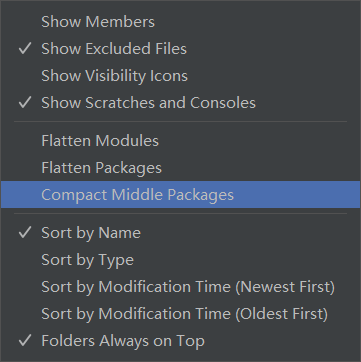 Show Members
Show Excluded Files
Show Visibility Icons
Show Scratches and Consoles
Flatten Modules
Flatten Packages
Compact Middle Packages
Sort by Name
Sort by Type
Sort by Modification Time (Newest First)
Sort by Modification Time (Oldest First)
Folders Always on Top